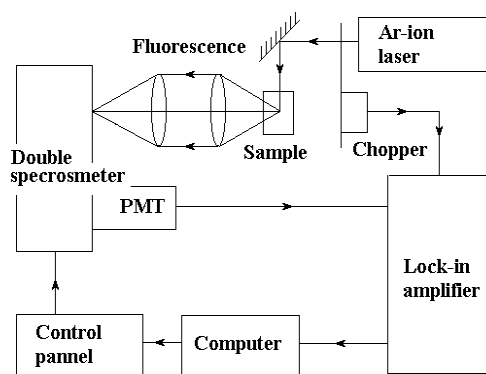 Fluorescence
Ar-ion
laser
Sample
Chopper
Double
specrosmeter
PMT
Lock-in
amplifier
Control
pannel
Computer